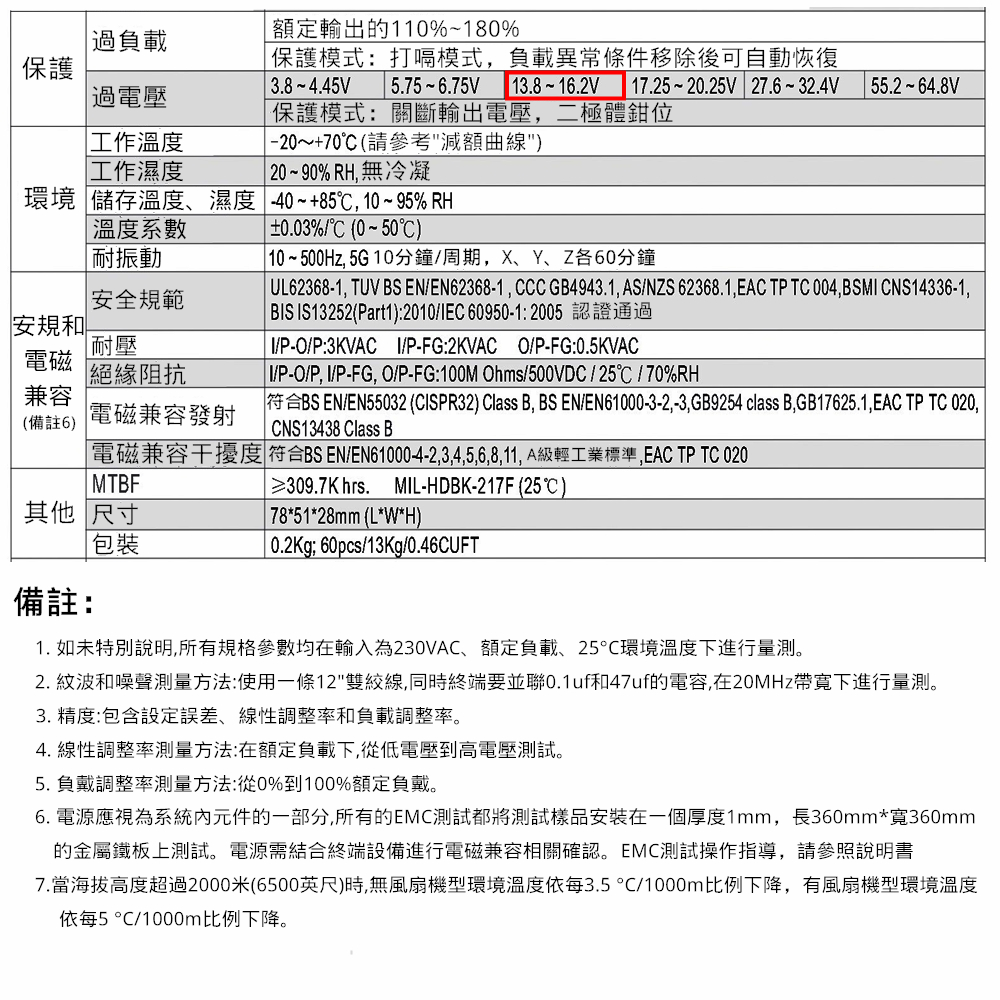 保護
過負載
額定輸出的110%~180%
保護模式：打嗝模式，負載異常條件移除後可自動恢復
過電壓
3.8 ~ 4.45V 5.75 ~ 6.75V 13.8 ~ 16.2V 17.25 ~ 20.25V 27.6 ~ 32.4V 55.2 ~ 64.8V
保護模式：關斷輸出電壓，二極體鉗位
環境
工作溫度 -20～+70℃(請參考"減額曲線")
工作濕度 20 ~ 90% RH,無冷凝
儲存溫度、濕度 -40 ~ +85℃, 10 ~ 95% RH
溫度系數 ±0.03%/℃ (0 ~ 50℃)
耐振動 10 ~ 500Hz, 5G 10分鐘/周期，X、Y、Z各60分鐘
安規和
電磁
兼容
(備註6)
安全規範
UL62368-1, TUV BS EN/EN62368-1 , CCC GB4943.1, AS/NZS 62368.1,EAC TP TC 004,BSMI CNS14336-1,
BIS IS13252(Part1):2010/IEC 60950-1: 2005 認證通過
耐壓 I/P-O/P:3KVAC I/P-FG:2KVAC O/P-FG:0.5KVAC
絕緣阻抗 I/P-O/P, I/P-FG, O/P-FG:100M Ohms/500VDC / 25℃ / 70%RH
電磁兼容發射
符合BS EN/EN55032 (CISPR32) Class B, BS EN/EN61000-3-2,-3,GB9254 class B,GB17625.1,EAC TP TC 020,
CNS13438 Class B
電磁兼容干擾度 符合BS EN/EN61000-4-2,3,4,5,6,8,11, A級輕工業標準,EAC TP TC 020
其他
MTBF ≥309.7K hrs. MIL-HDBK-217F (25℃)
尺寸 78*51*28mm (L*W*H)
包裝 0.2Kg; 60pcs/13Kg/0.46CUFT
備註：
1. 如未特別說明,所有規格參數均在輸入為230VAC、額定負載、25°C環境溫度下進行量測。
2. 紋波和噪聲測量方法:使用一條12"雙絞線,同時終端要並聯0.1uf和47uf的電容,在20MHz帶寬下進行量測。
3. 精度:包含設定誤差、線性調整率和負載調整率。
4. 線性調整率測量方法:在額定負載下,從低電壓到高電壓測試。
5. 負戴調整率測量方法:從0%到100%額定負戴。
6. 電源應視為系統內元件的一部分,所有的EMC測試都將測試樣品安裝在一個厚度1mm，長360mm*寬360mm
的金屬鐵板上測試。電源需結合終端設備進行電磁兼容相關確認。EMC測試操作指導，請參照說明書
7.當海拔高度超過2000米(6500英尺)時,無風扇機型環境溫度依每3.5 °C/1000m比例下降，有風扇機型環境溫度
依每5 °C/1000m比例下降。